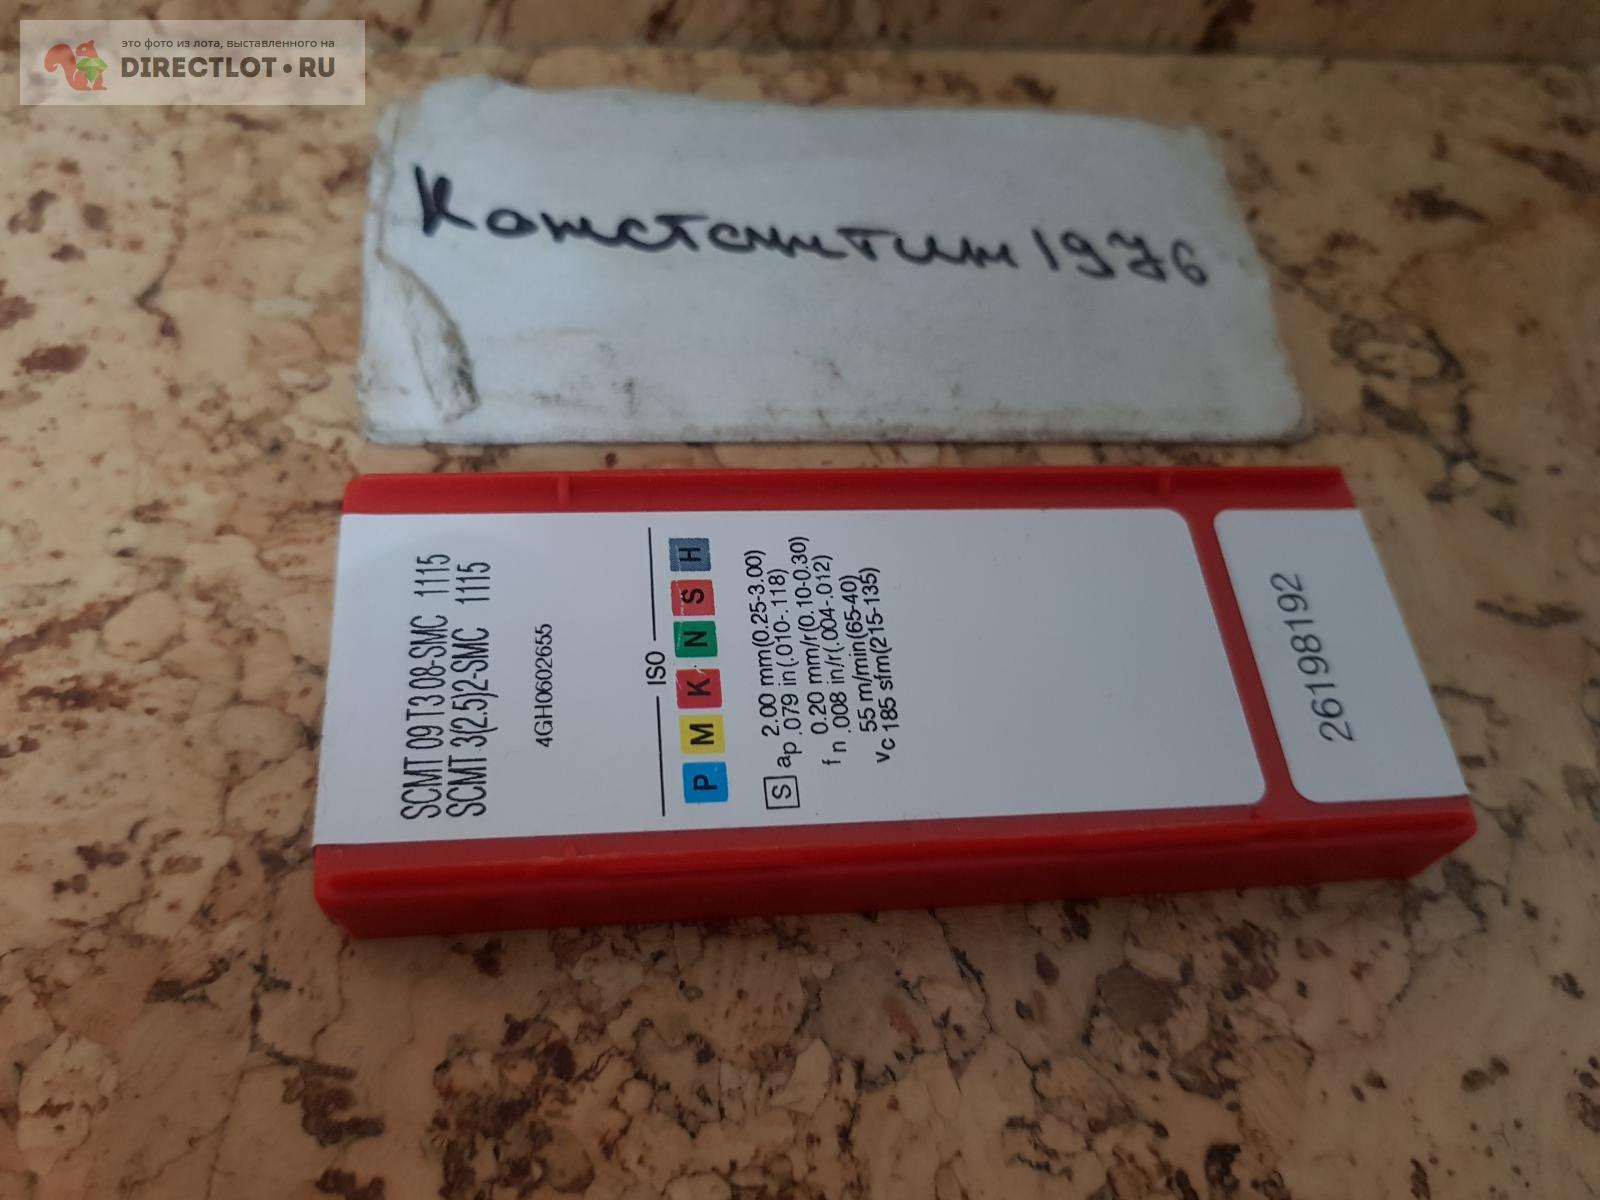 это фото из лота, выставленного на
DIRECTLOT•RU
Константин 1976
SCMT 09 T3 08-SMC 1115
SCMT 3(2.5)2-SMC 1115
4GH0602655
ISO
P M K N S H
S ap 2.00 mm(0.25-3.00)
.079 in(.010-.118)
fn 0.20 mm/r(0.10-0.30)
.008 in/r(.004-.012)
vc 55 m/min(65-40)
185 sfm(215-135)
26198192